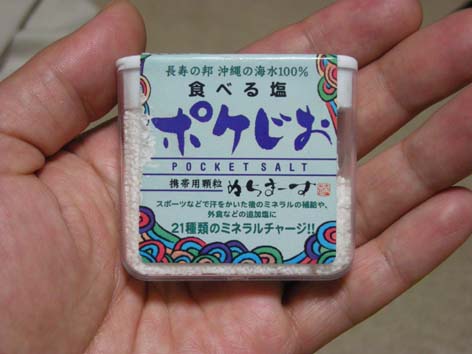 長寿の邦 沖縄の海水100%
食べる塩
ポケじお
POCKET SALT
携帯用顆粒 ぬちまーす
スポーツなどで汗をかいた後のミネラルの補給や、
外食などの追加塩に
21種類のミネラルチャージ!!